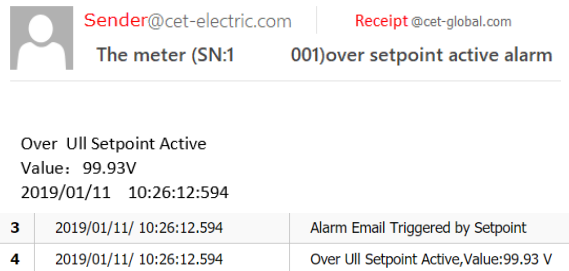 Sender@cet-electric.com Receipt @cet-global.com
The meter (SN:1 001)over setpoint active alarm
Over Ull Setpoint Active
Value: 99.93V
2019/01/11 10:26:12:594
3 2019/01/11/ 10:26:12.594 Alarm Email Triggered by Setpoint
4 2019/01/11/ 10:26:12.594 Over Ull Setpoint Active,Value:99.93 V